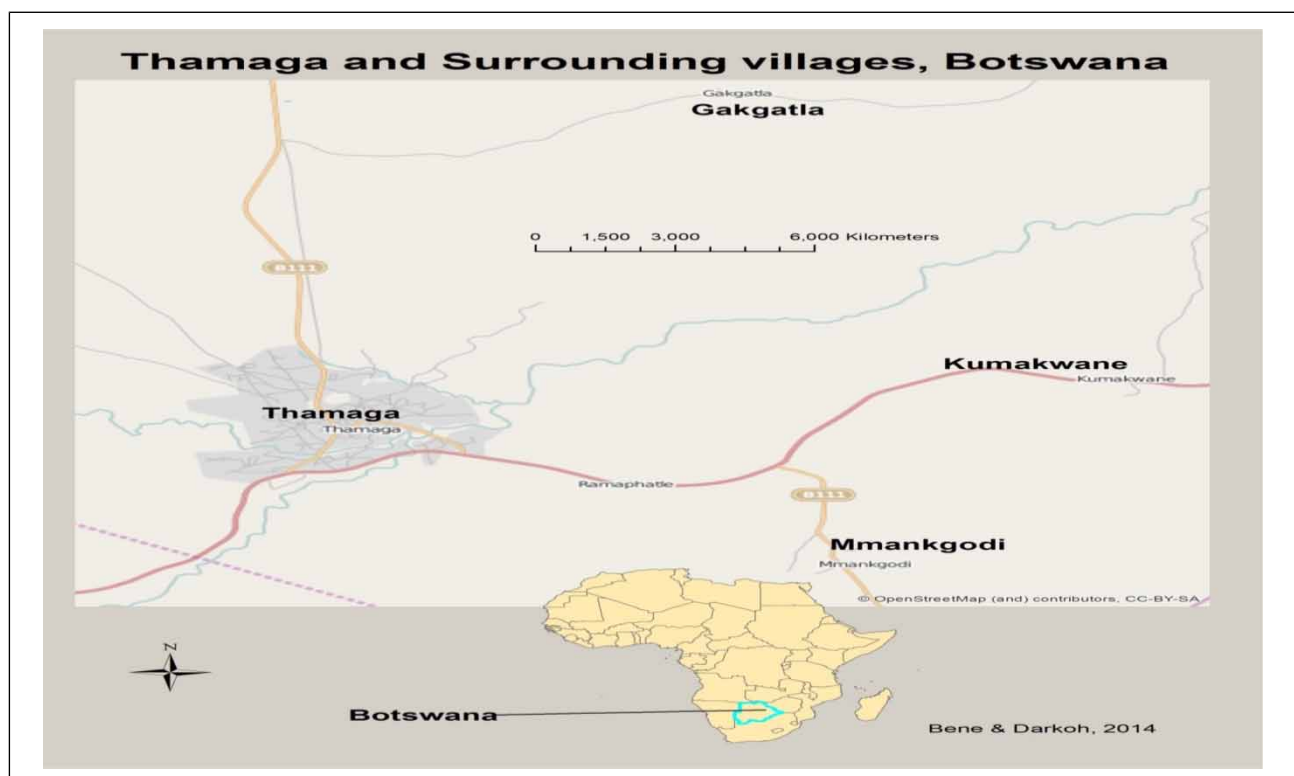 Thamaga and Surrounding villages, Botswana
Gakgatla
Gakgatla
0 1,500 3,000 6,000 Kilometers
B111
Kumakwane
Kumakwane
Thamaga
Thamaga
Ramaphatle
B111
Mmankgodi
Mmankgodi
© OpenStreetMap (and) contributors, CC-BY-SA
N
Botswana
Bene & Darkoh, 2014